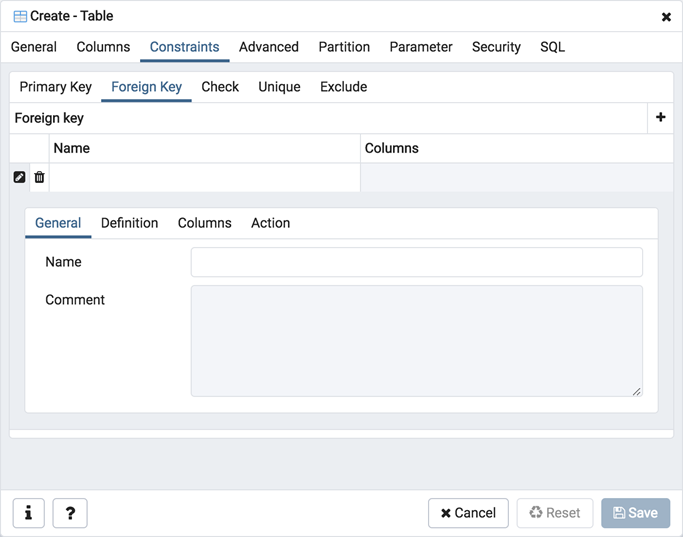 Create - Table
General Columns Constraints Advanced Partition Parameter Security SQL
Primary Key Foreign Key Check Unique Exclude
Foreign key
Name Columns
General Definition Columns Action
Name
Comment
i ? Cancel Reset Save